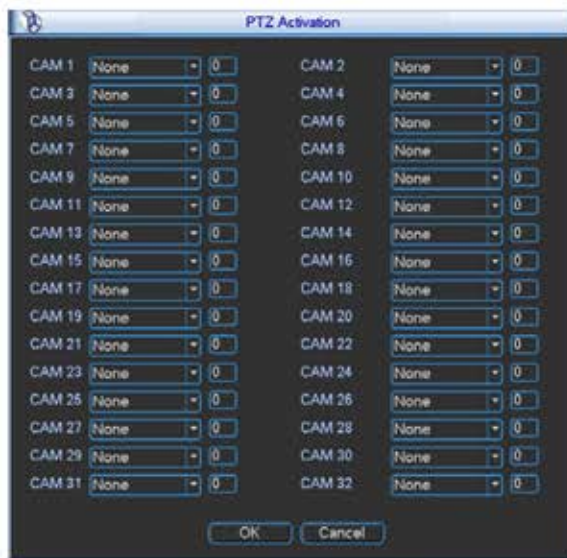 PTZ Activation
CAM 1 None 0 CAM 2 None 0
CAM 3 None 0 CAM 4 None 0
CAM 5 None 0 CAM 6 None 0
CAM 7 None 0 CAM 8 None 0
CAM 9 None 0 CAM 10 None 0
CAM 11 None 0 CAM 12 None 0
CAM 13 None 0 CAM 14 None 0
CAM 15 None 0 CAM 16 None 0
CAM 17 None 0 CAM 18 None 0
CAM 19 None 0 CAM 20 None 0
CAM 21 None 0 CAM 22 None 0
CAM 23 None 0 CAM 24 None 0
CAM 25 None 0 CAM 26 None 0
CAM 27 None 0 CAM 28 None 0
CAM 29 None 0 CAM 30 None 0
CAM 31 None 0 CAM 32 None 0
OK Cancel